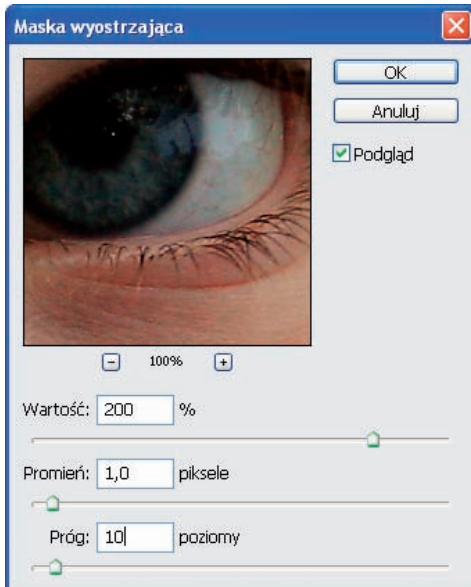 Maska wyostrzająca
OK
Anuluj
Podgląd
100%
Wartość: 200 %
Promień: 1,0 piksele
Próg: 10 poziomy